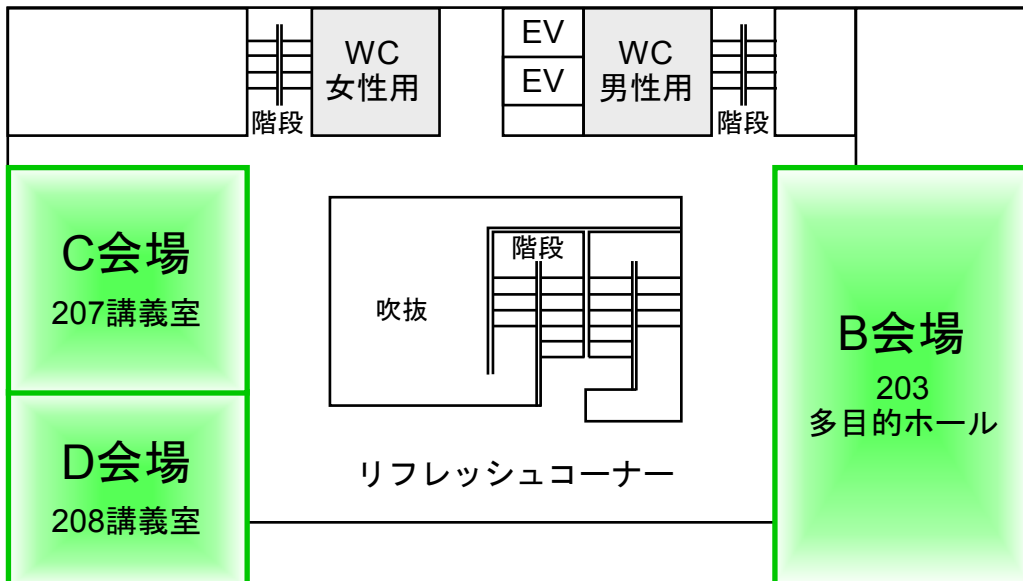 WC
女性用
EV
EV
WC
男性用
階段
階段
C会場
207講義室
階段
吹抜
B会場
203
多目的ホール
D会場
208講義室
リフレッシュコーナー